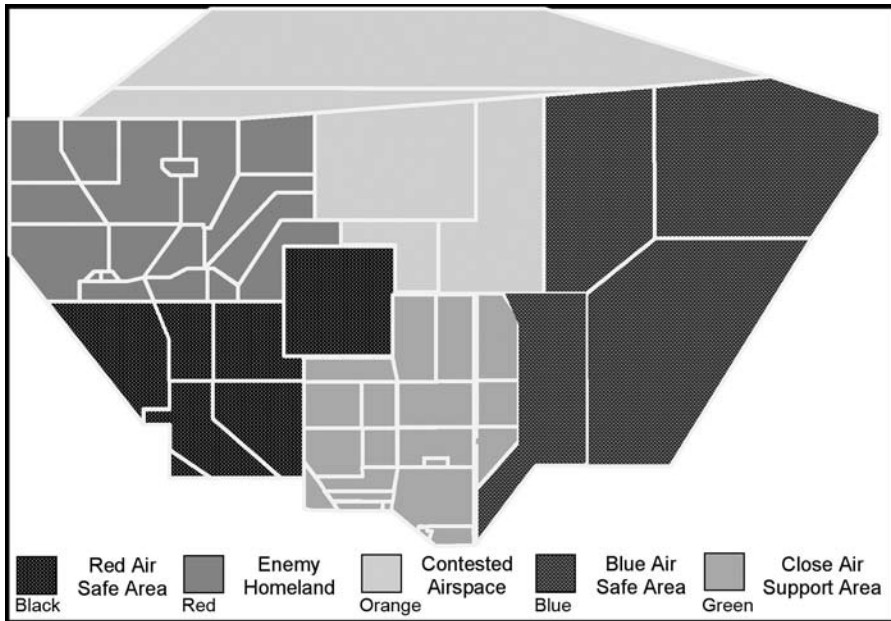 Red Air
Safe Area
Black
Enemy
Homeland
Red
Contested
Airspace
Orange
Blue Air
Safe Area
Blue
Close Air
Support Area
Green